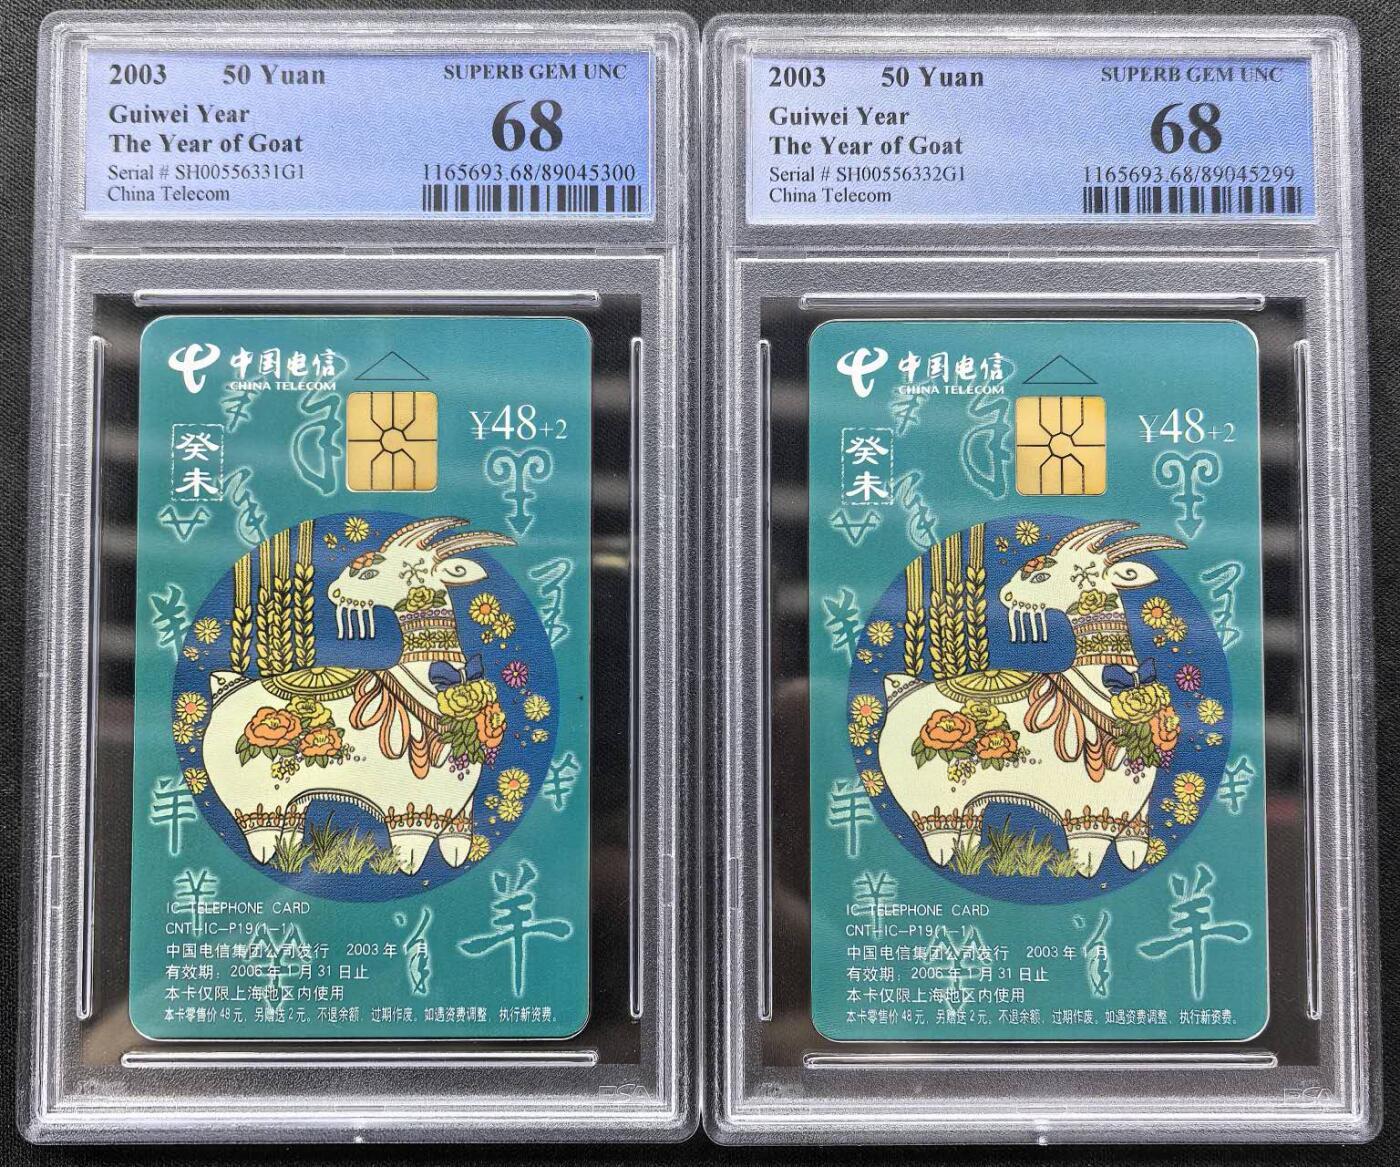 2003 50 Yuan SUPERB GEM UNC
Guiwei Year 68
The Year of Goat
Serial # SH00556331G1 1165693.68/89045300
China Telecom
中国电信
CHINA TELECOM
¥48+2
癸未
羊
羊
羊
羊
IC TELEPHONE CARD
CNT-IC-P19(1-1)
中国电信集团公司发行 2003年1月
有效期：2006年1月31日止
本卡仅限上海地区内使用
本卡零售价48元，另赠送2元。不退余额，过期作废。如遇资费调整，执行新资费。
2003 50 Yuan SUPERB GEM UNC
Guiwei Year 68
The Year of Goat
Serial # SH00556332G1 1165693.68/89045299
China Telecom
中国电信
CHINA TELECOM
¥48+2
癸未
羊
羊
羊
羊
IC TELEPHONE CARD
CNT-IC-P19(1-1)
中国电信集团公司发行 2003年1月
有效期：2006年1月31日止
本卡仅限上海地区内使用
本卡零售价48元，另赠送2元。不退余额，过期作废。如遇资费调整，执行新资费。